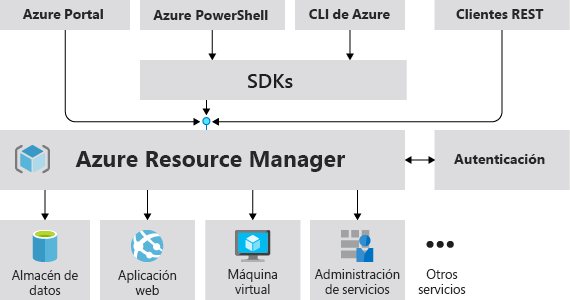 Azure Portal
Azure PowerShell
CLI de Azure
Clientes REST
SDKs
Azure Resource Manager
Autenticación
Almacén de
datos
Aplicación
web
Máquina
virtual
Administración
de servicios
Otros
servicios